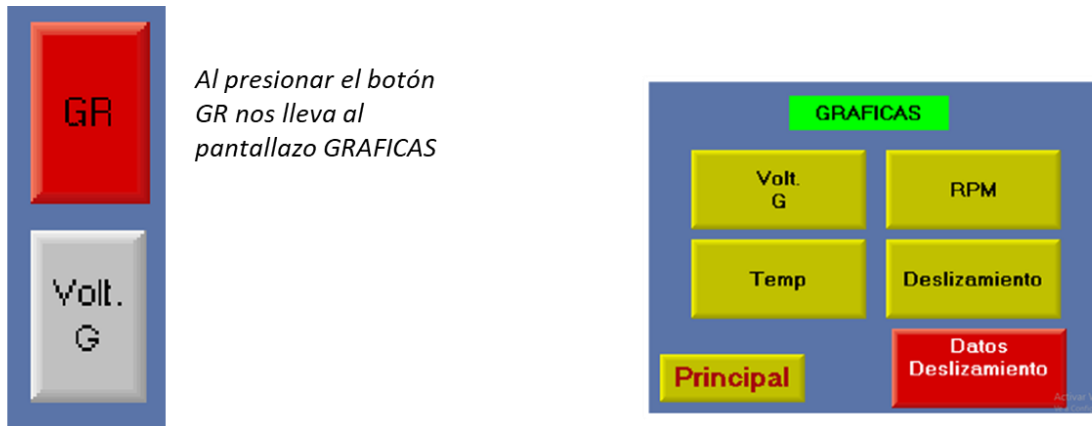 GR
Volt.
G
Al presionar el botón
GR nos lleva al
pantallazo GRAFICAS
GRAFICAS
Volt.
G
RPM
Temp
Deslizamiento
Principal
Datos
Deslizamiento